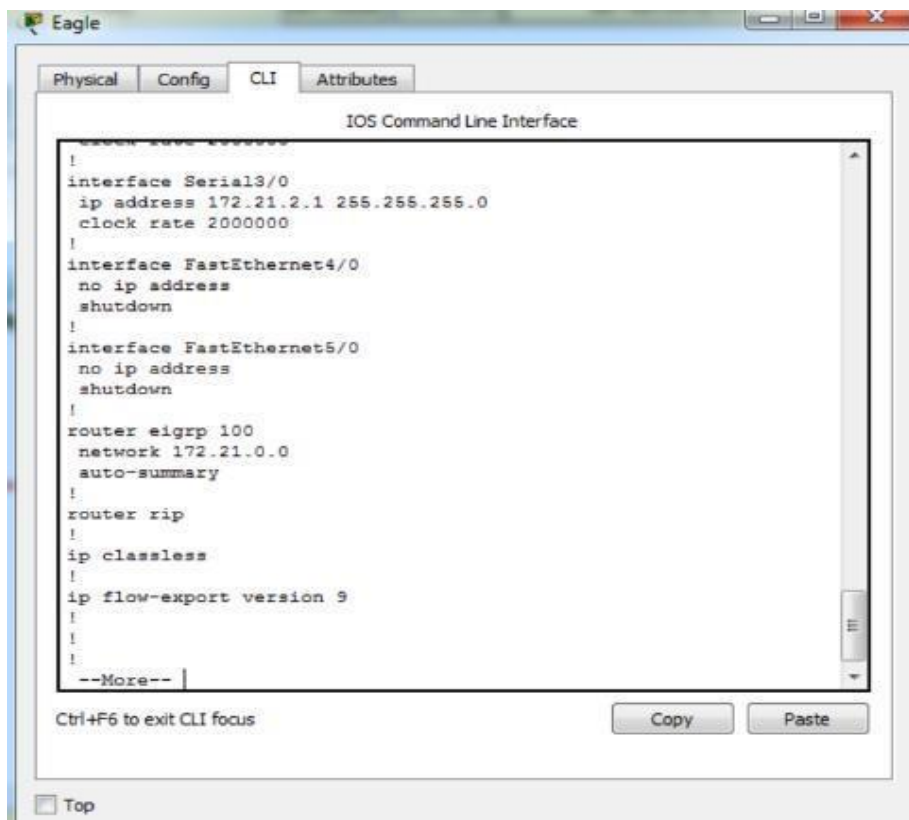 Eagle
Physical Config CLI Attributes
IOS Command Line Interface
clock rate 2000000
!
interface Serial3/0
ip address 172.21.2.1 255.255.255.0
clock rate 2000000
!
interface FastEthernet4/0
no ip address
shutdown
!
interface FastEthernet5/0
no ip address
shutdown
!
router eigrp 100
network 172.21.0.0
auto-summary
!
router rip
!
ip classless
!
ip flow-export version 9
!
!
!
--More--
Ctrl+F6 to exit CLI focus
Copy Paste
Top